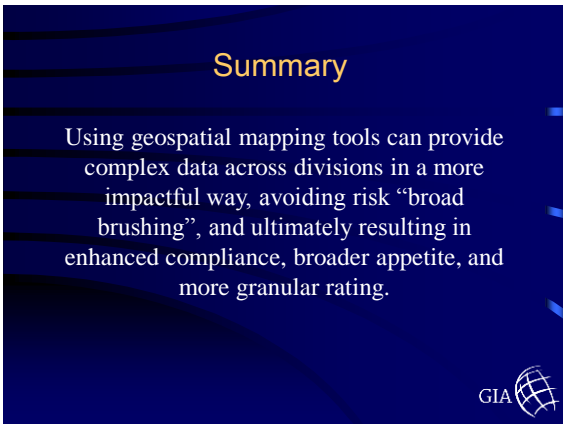 Summary
Using geospatial mapping tools can provide
complex data across divisions in a more
impactful way, avoiding risk “broad
brushing”, and ultimately resulting in
enhanced compliance, broader appetite, and
more granular rating.
GIA